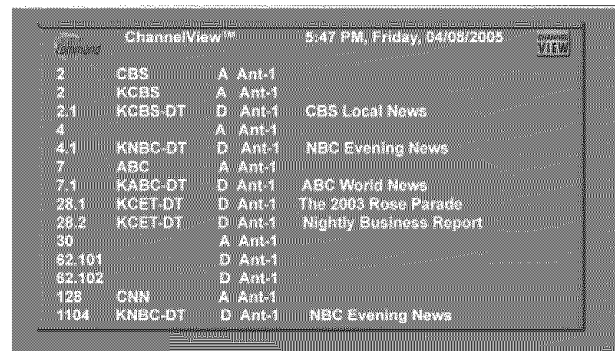 Command ChannelView™ 5:47 PM, Friday, 04/08/2005 CHANNEL VIEW
2 CBS A Ant-1
2 KCBS A Ant-1
2.1 KCBS-DT D Ant-1 CBS Local News
4 A Ant-1
4.1 KNBC-DT D Ant-1 NBC Evening News
7 ABC A Ant-1
7.1 KABC-DT D Ant-1 ABC World News
28.1 KCET-DT D Ant-1 The 2003 Rose Parade
28.2 KCET-DT D Ant-1 Nightly Business Report
30 A Ant-1
62.101 D Ant-1
62.102 D Ant-1
128 CNN A Ant-1
1104 KNBC-DT D Ant-1 NBC Evening News